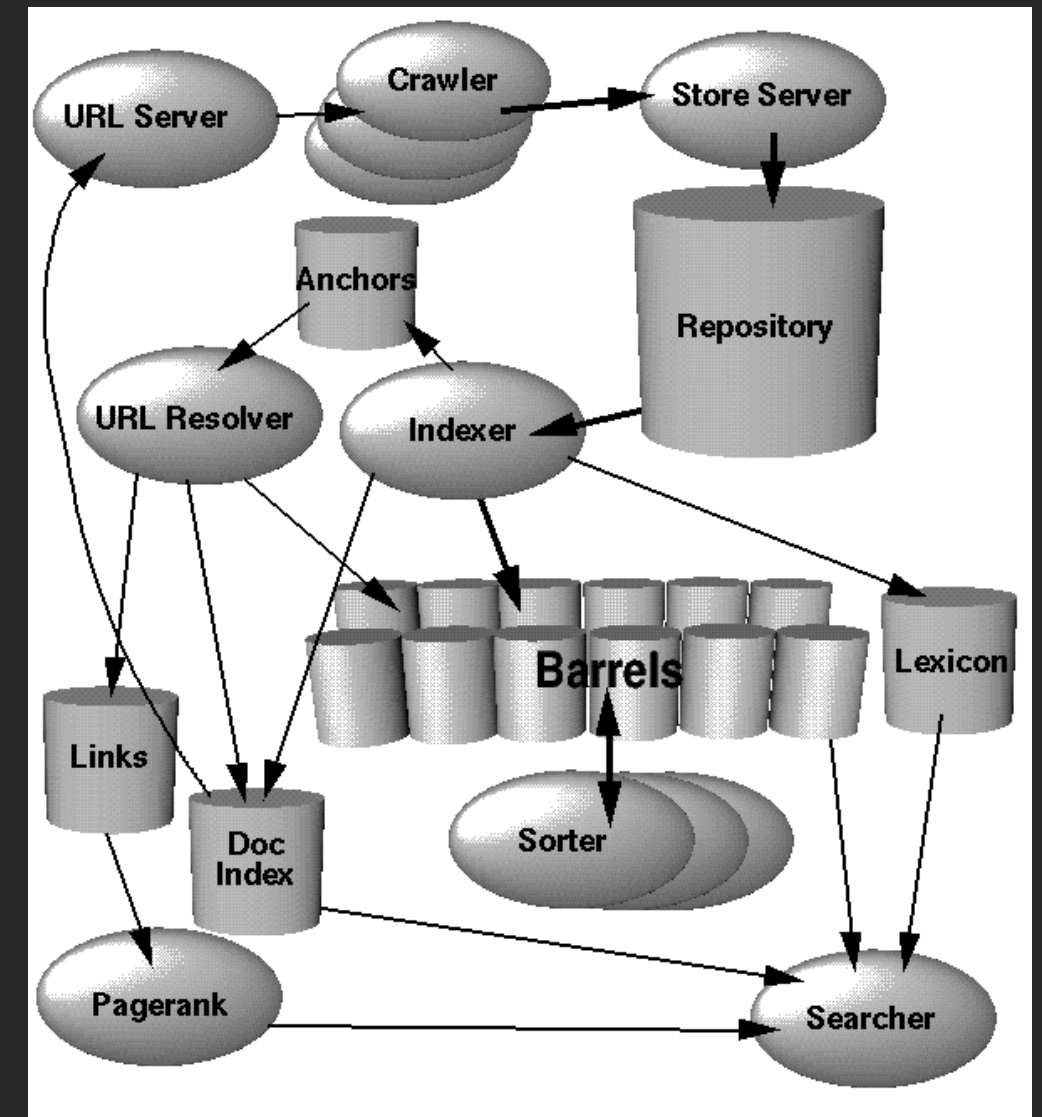 Crawler
URL Server
Store Server
Anchors
Repository
URL Resolver
Indexer
Barrels
Lexicon
Links
Doc
Index
Sorter
Pagerank
Searcher